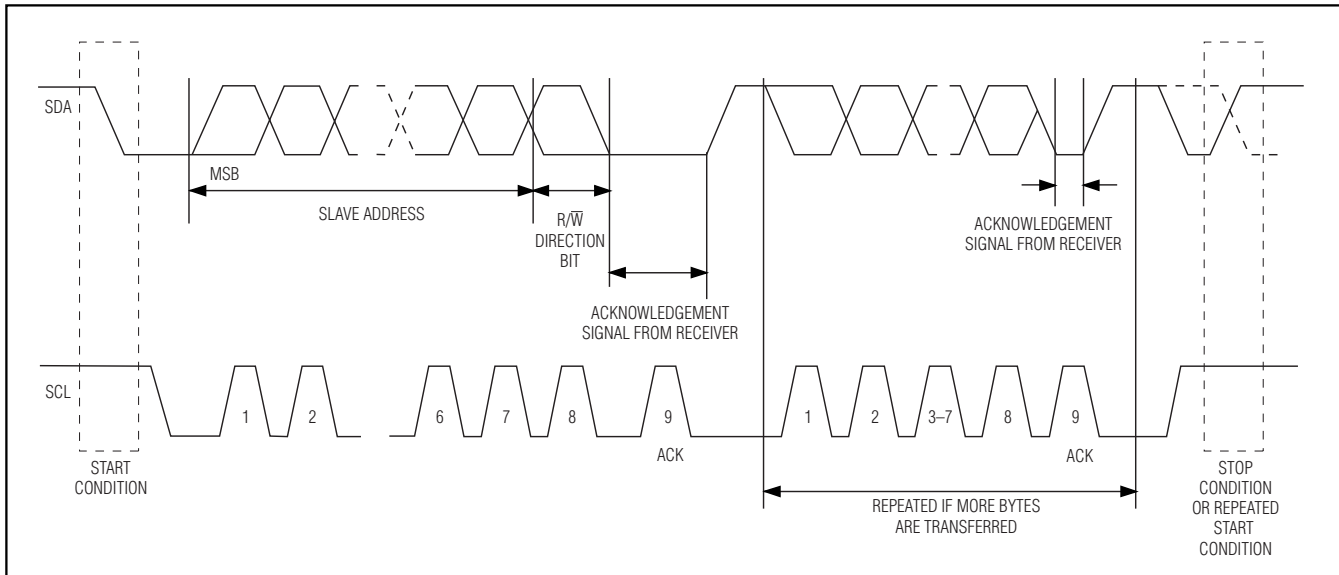 SDA
MSB
SLAVE ADDRESS
R/W̅
DIRECTION
BIT
ACKNOWLEDGEMENT
SIGNAL FROM RECEIVER
ACKNOWLEDGEMENT
SIGNAL FROM RECEIVER
SCL
1 2 6 7 8 9 1 2 3–7 8 9
ACK ACK
START
CONDITION
REPEATED IF MORE BYTES
ARE TRANSFERRED
STOP
CONDITION
OR REPEATED
START
CONDITION